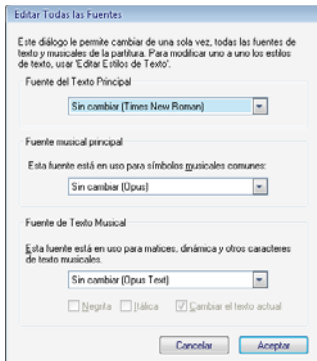 Editar Todas las Fuentes
Este diálogo le permite cambiar de una sola vez, todas las fuentes de
texto y musicales de la partitura. Para modificar uno a uno los estilos
de texto, usar 'Editar Estilos de Texto'.
Fuente del Texto Principal
Sin cambiar (Times New Roman)
Fuente musical principal
Esta fuente está en uso para símbolos musicales comunes:
Sin cambiar (Opus)
Fuente de Texto Musical
Esta fuente está en uso para matices, dinámica y otros caracteres
de texto musicales.
Sin cambiar (Opus Text)
Negrita Itálica Cambiar el texto actual
Cancelar Aceptar